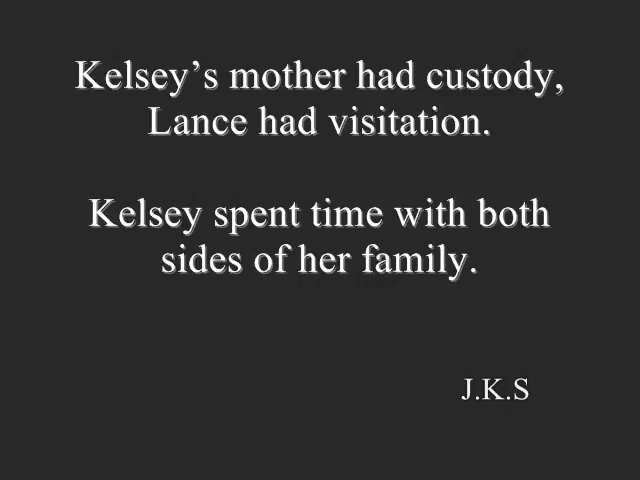 Kelsey’s mother had custody,
Lance had visitation.
Kelsey spent time with both
sides of her family.
J.K.S